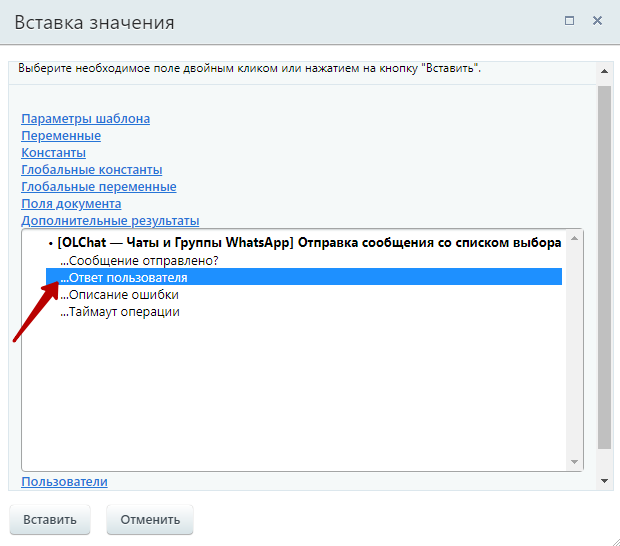 Вставка значения
Выберите необходимое поле двойным кликом или нажатием на кнопку "Вставить".
Параметры шаблона
Переменные
Константы
Глобальные константы
Глобальные переменные
Поля документа
Дополнительные результаты
• [OLChat — Чаты и Группы WhatsApp] Отправка сообщения со списком выбора
...Сообщение отправлено?
...Ответ пользователя
...Описание ошибки
...Таймаут операции
Пользователи
Вставить Отменить